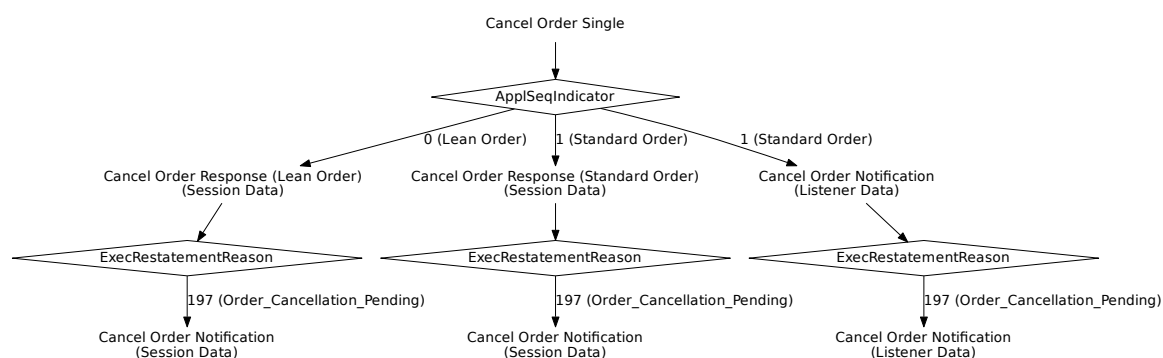 Cancel Order Single
ApplSeqIndicator
0 (Lean Order)
1 (Standard Order)
1 (Standard Order)
Cancel Order Response (Lean Order)
(Session Data)
Cancel Order Response (Standard Order)
(Session Data)
Cancel Order Notification
(Listener Data)
ExecRestatementReason
ExecRestatementReason
ExecRestatementReason
197 (Order_Cancellation_Pending)
197 (Order_Cancellation_Pending)
197 (Order_Cancellation_Pending)
Cancel Order Notification
(Session Data)
Cancel Order Notification
(Session Data)
Cancel Order Notification
(Listener Data)